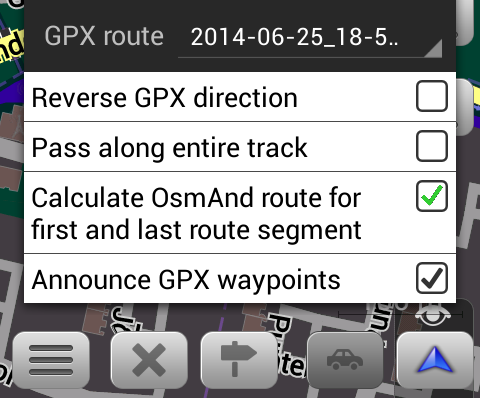 GPX route 2014-06-25_18-5..
Reverse GPX direction
Pass along entire track
Calculate OsmAnd route for
first and last route segment
Announce GPX waypoints